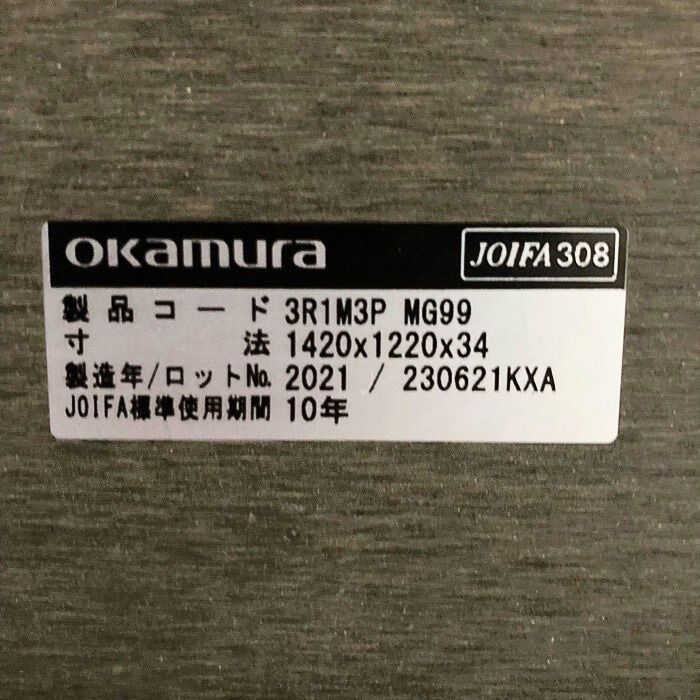 okamura JOIFA308
製品コード 3R1M3P MG99
寸法 1420x1220x34
製造年/ロットNo. 2021 / 230621KXA
JOIFA標準使用期間 10年